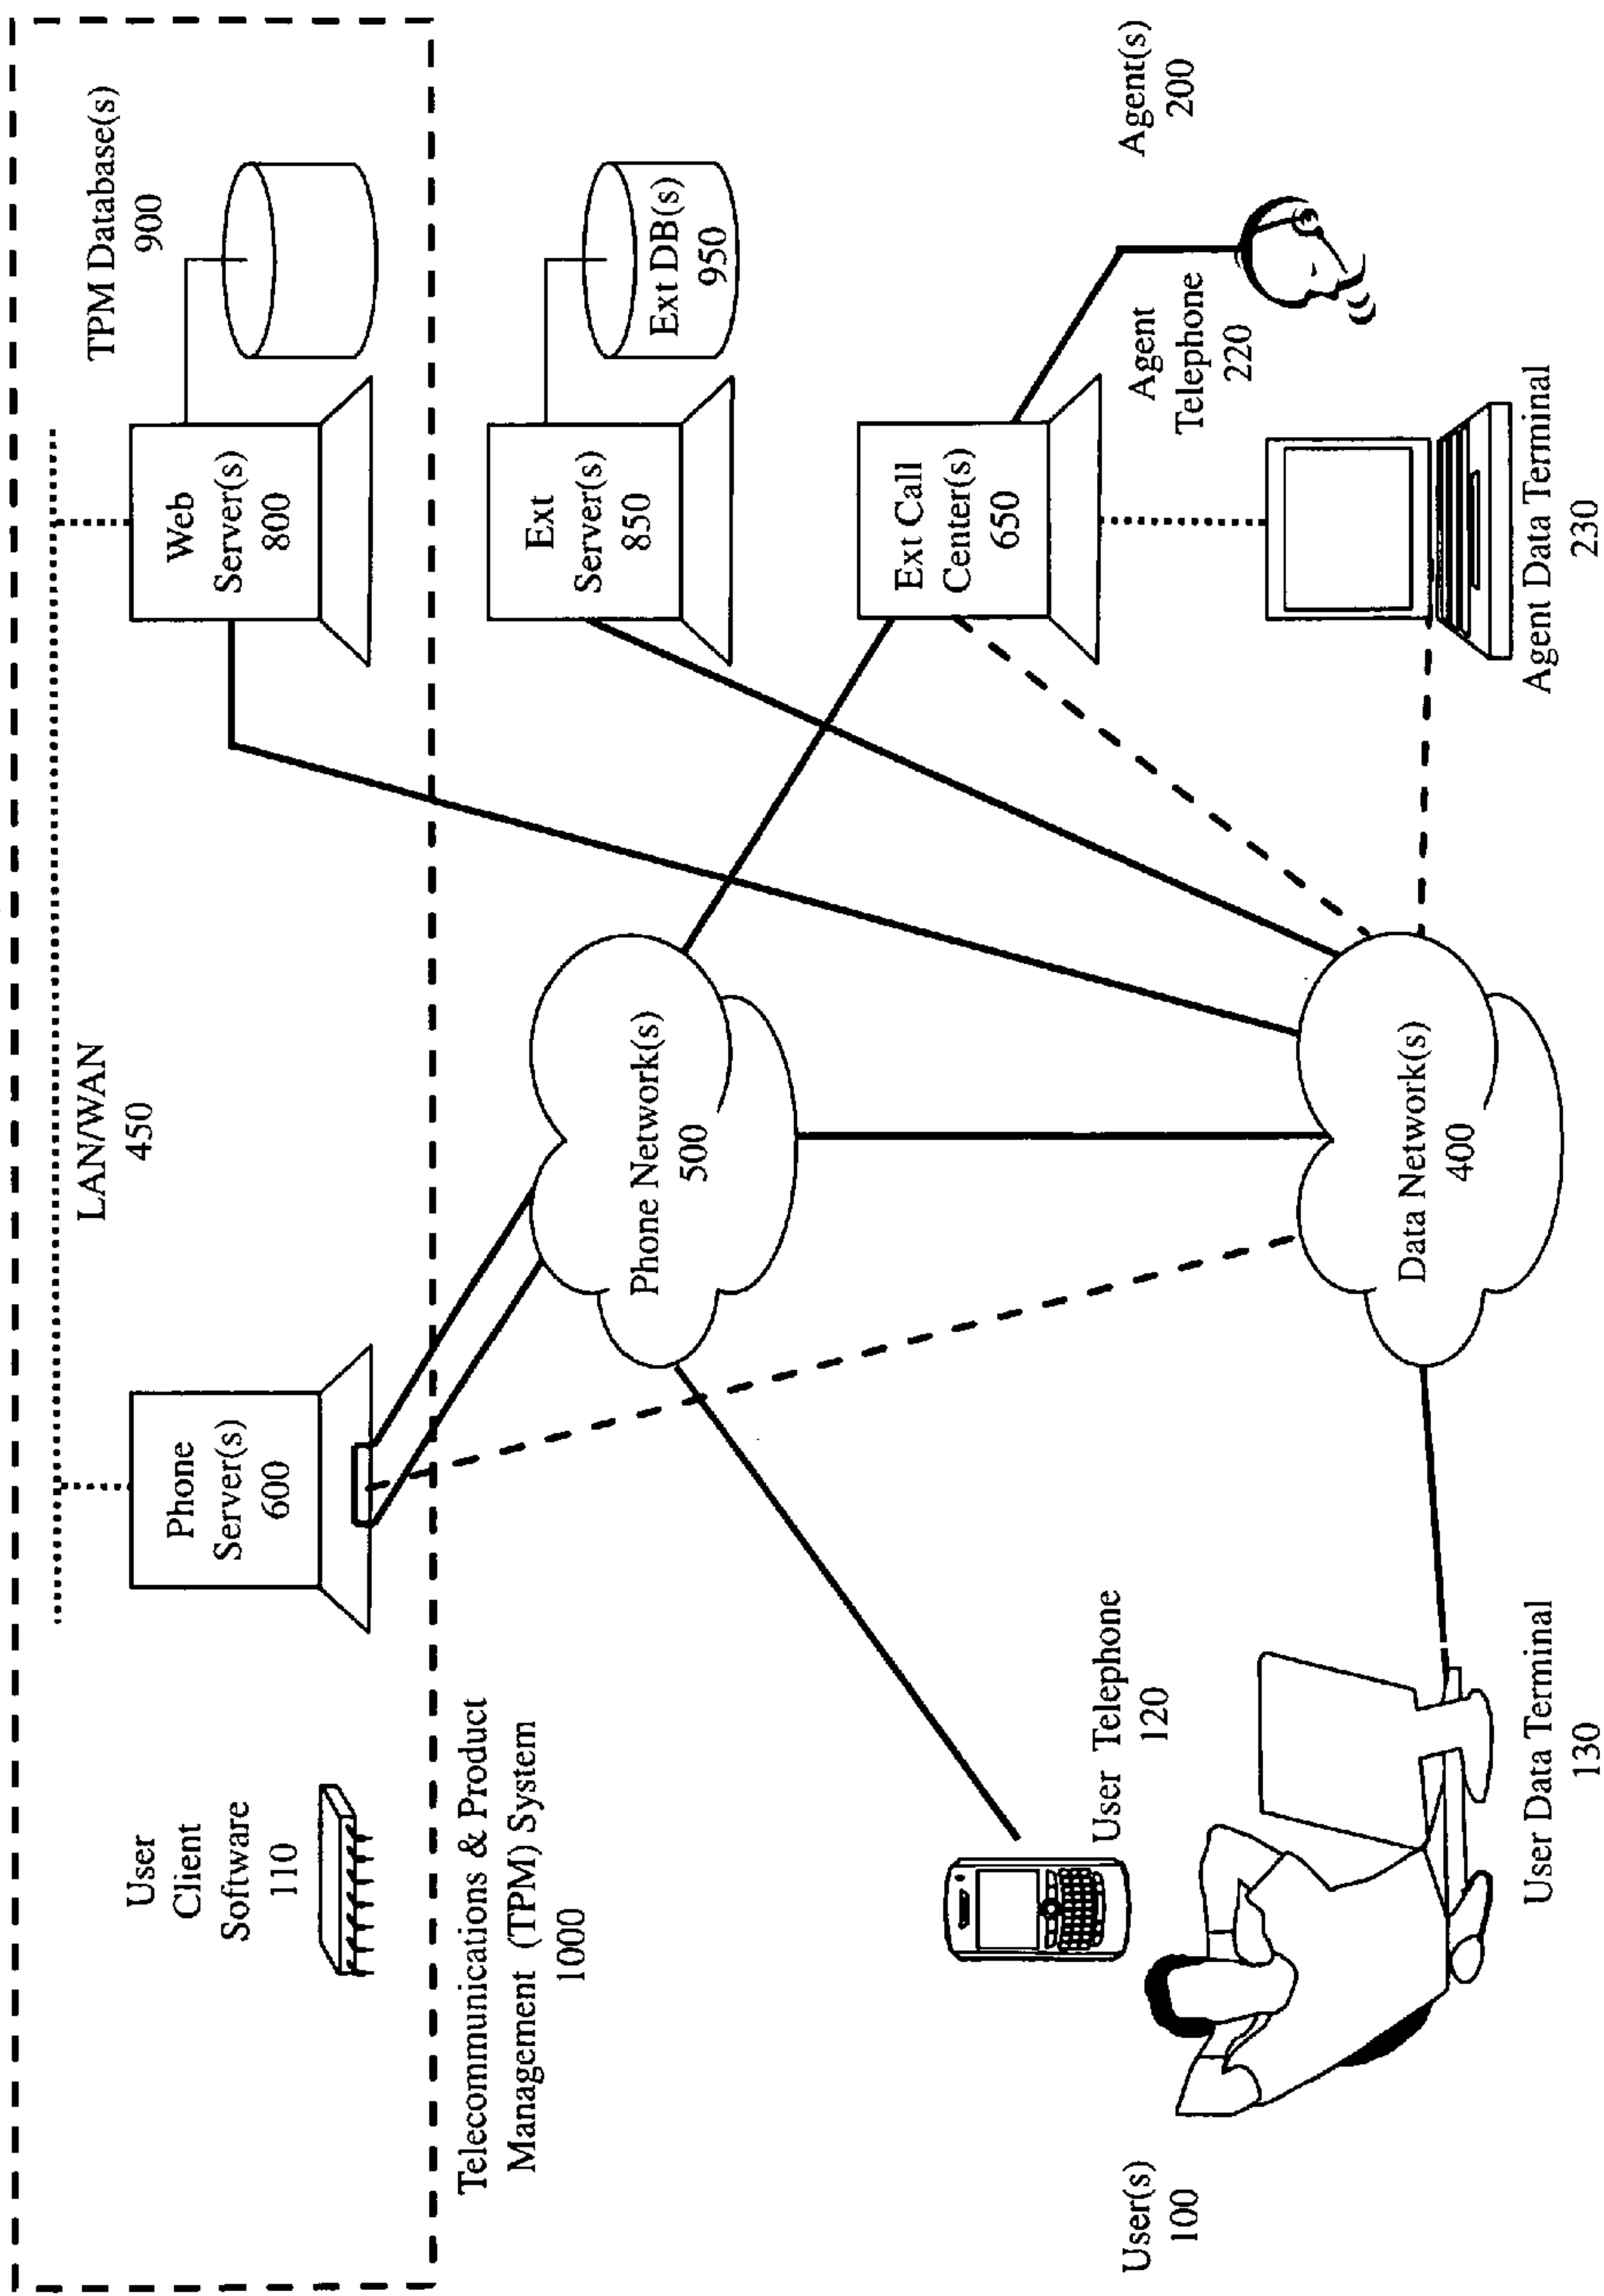 User
Client
Software
110
Phone
Server(s)
600
LAN/WAN
450
Web
Server(s)
800
TPM Database(s)
900
Telecommunications & Product
Management (TPM) System
1000
Phone Network(s)
500
Ext
Server(s)
850
Ext DB(s)
950
Ext Call
Center(s)
650
Agent
Telephone
220
Agent(s)
200
User(s)
100
User Telephone
120
User Data Terminal
130
Data Network(s)
400
Agent Data Terminal
230